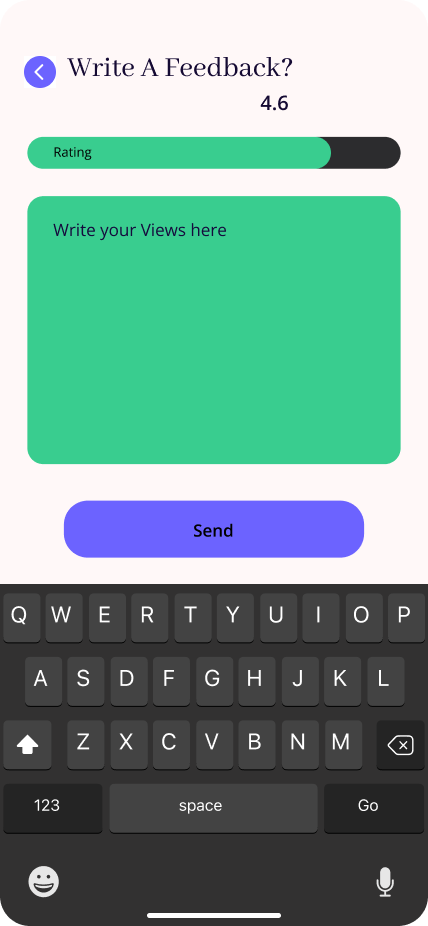 Write A Feedback?
4.6
Rating
Write your Views here
Send
Q W E R T Y U I O P
A S D F G H J K L
Z X C V B N M
123 space Go